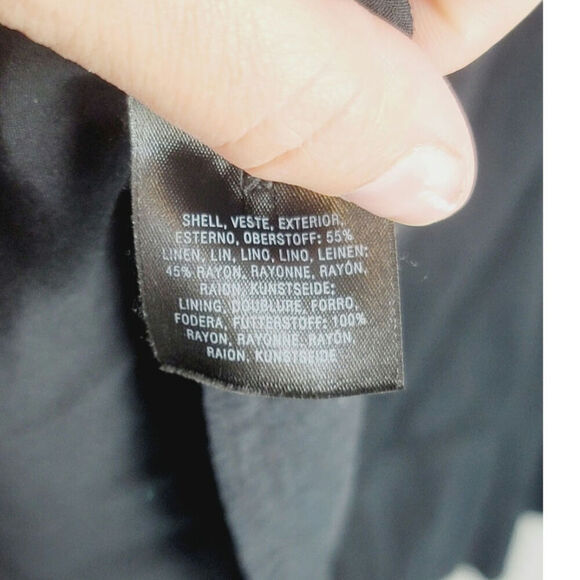 SHELL, VESTE, EXTERIOR,
ESTERNO, OBERSTOFF: 55%
LINEN, LIN, LINO, LINO, LEINEN:
45% RAYON, RAYONNE, RAYÓN,
RAION, KUNSTSEIDE:
LINING, DOUBLURE, FORRO,
FODERA, FUTTERSTOFF: 100%
RAYON, RAYONNE, RAYÓN,
RAION, KUNSTSEIDE